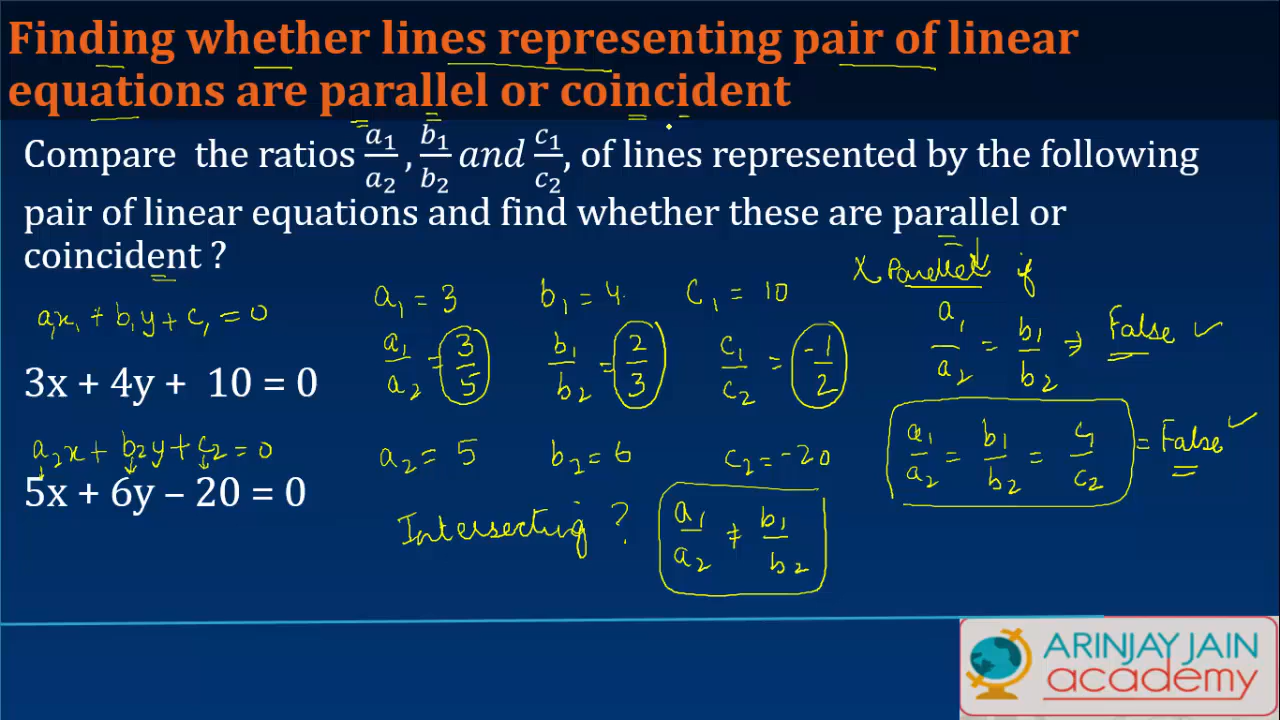 Finding whether lines representing pair of linear
equations are parallel or coincident
Compare the ratios a₁/a₂, b₁/b₂ and c₁/c₂, of lines represented by the following
pair of linear equations and find whether these are parallel or
coincident ?
X Parallel if
a₁x + b₁y + c₁ = 0
a₁ = 3 b₁ = 4 C₁ = 10
a₁/a₂ = b₁/b₂ ⇒ False ✓
3x + 4y + 10 = 0
a₁/a₂ = 3/5 b₁/b₂ = 2/3 c₁/c₂ = -1/2
a₂x + b₂y + c₂ = 0
a₂ = 5 b₂ = 6 c₂ = -20
a₁/a₂ = b₁/b₂ = c₁/c₂ = False ✓
5x + 6y – 20 = 0
Intersecting ? a₁/a₂ ≠ b₁/b₂
ARINJAY JAIN
academy